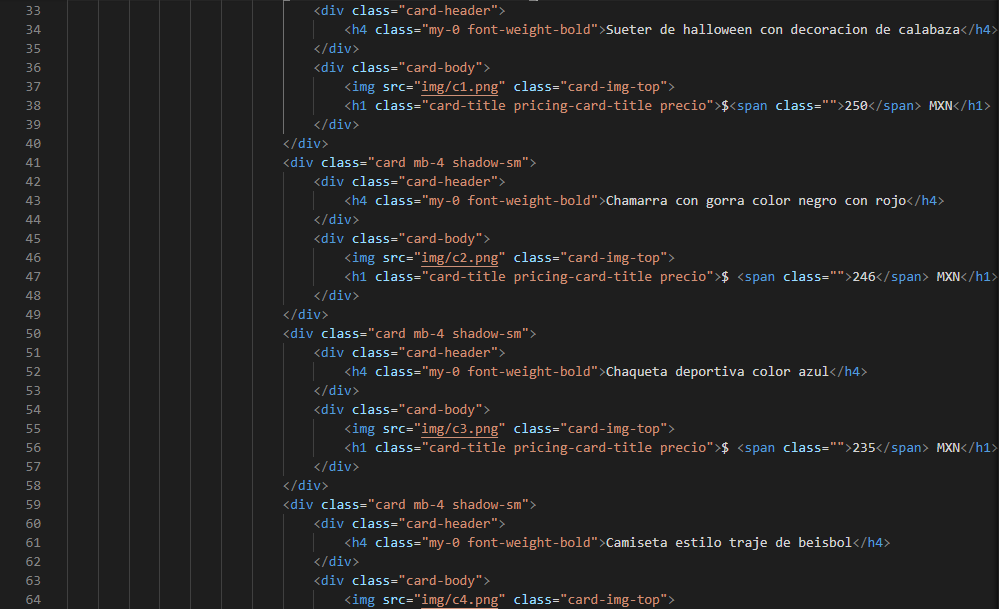 33 <div class="card-header">
34 <h4 class="my-0 font-weight-bold">Sueter de halloween con decoracion de calabaza</h4>
35 </div>
36 <div class="card-body">
37 <img src="img/c1.png" class="card-img-top">
38 <h1 class="card-title pricing-card-title precio">$<span class="">250</span> MXN</h1>
39 </div>
40 </div>
41 <div class="card mb-4 shadow-sm">
42 <div class="card-header">
43 <h4 class="my-0 font-weight-bold">Chamarra con gorra color negro con rojo</h4>
44 </div>
45 <div class="card-body">
46 <img src="img/c2.png" class="card-img-top">
47 <h1 class="card-title pricing-card-title precio">$ <span class="">246</span> MXN</h1>
48 </div>
49 </div>
50 <div class="card mb-4 shadow-sm">
51 <div class="card-header">
52 <h4 class="my-0 font-weight-bold">Chaqueta deportiva color azul</h4>
53 </div>
54 <div class="card-body">
55 <img src="img/c3.png" class="card-img-top">
56 <h1 class="card-title pricing-card-title precio">$ <span class="">235</span> MXN</h1>
57 </div>
58 </div>
59 <div class="card mb-4 shadow-sm">
60 <div class="card-header">
61 <h4 class="my-0 font-weight-bold">Camiseta estilo traje de beisbol</h4>
62 </div>
63 <div class="card-body">
64 <img src="img/c4.png" class="card-img-top">